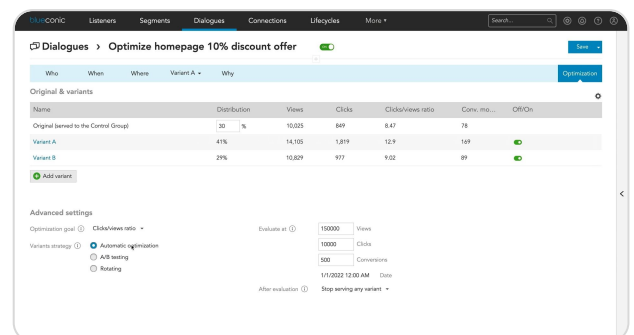 blueconic Listeners Segments Dialogues Connections Lifecycles More Search...
Dialogues > Optimize homepage 10% discount offer ON Save
Who When Where Variant A Why Optimization
Original & variants
Name Distribution Views Clicks Clicks/views ratio Conv. mo... Off/On
Original (served to the Control Group) 30 % 10,025 849 8.47 78
Variant A 41% 14,105 1,819 12.9 169
Variant B 29% 10,829 977 9.02 89
Add variant
Advanced settings
Optimization goal Clicks/views ratio Evaluate at 150000 Views
Variants strategy Automatic optimization 10000 Clicks
A/B testing 500 Conversions
Rotating 1/1/2022 12:00 AM Date
After evaluation Stop serving any variant